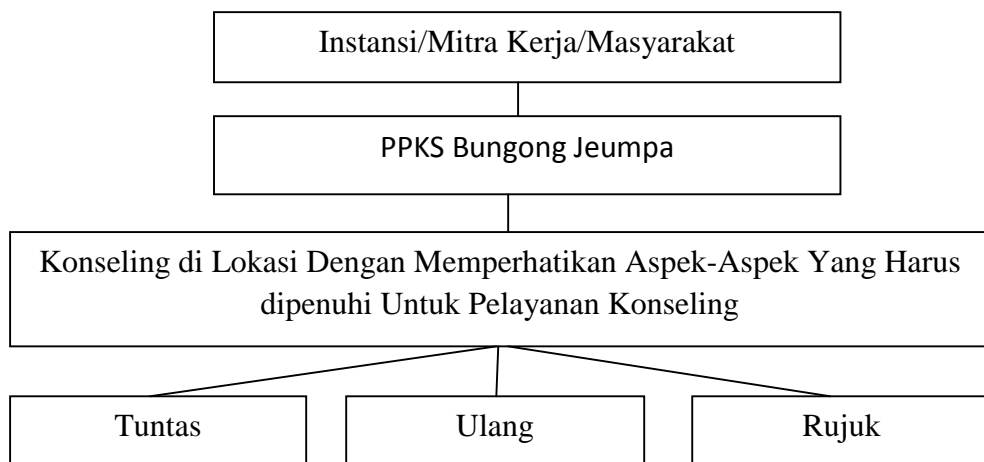 Instansi/Mitra Kerja/Masyarakat
PPKS Bungong Jeumpa
Konseling di Lokasi Dengan Memperhatikan Aspek-Aspek Yang Harus
dipenuhi Untuk Pelayanan Konseling
Tuntas
Ulang
Rujuk